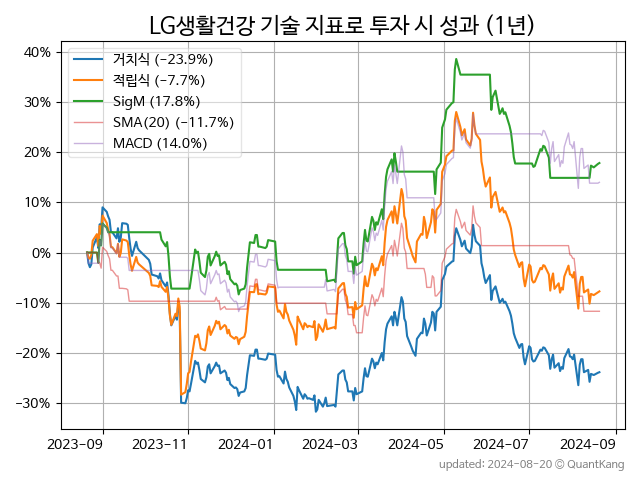 LG생활건강 기술 지표로 투자 시 성과 (1년)
40%
30%
20%
10%
0%
−10%
−20%
−30%
거치식 (−23.9%)
적립식 (−7.7%)
SigM (17.8%)
SMA(20) (−11.7%)
MACD (14.0%)
2023-09 2023-11 2024-01 2024-03 2024-05 2024-07 2024-09
updated: 2024-08-20 ⓒ QuantKang